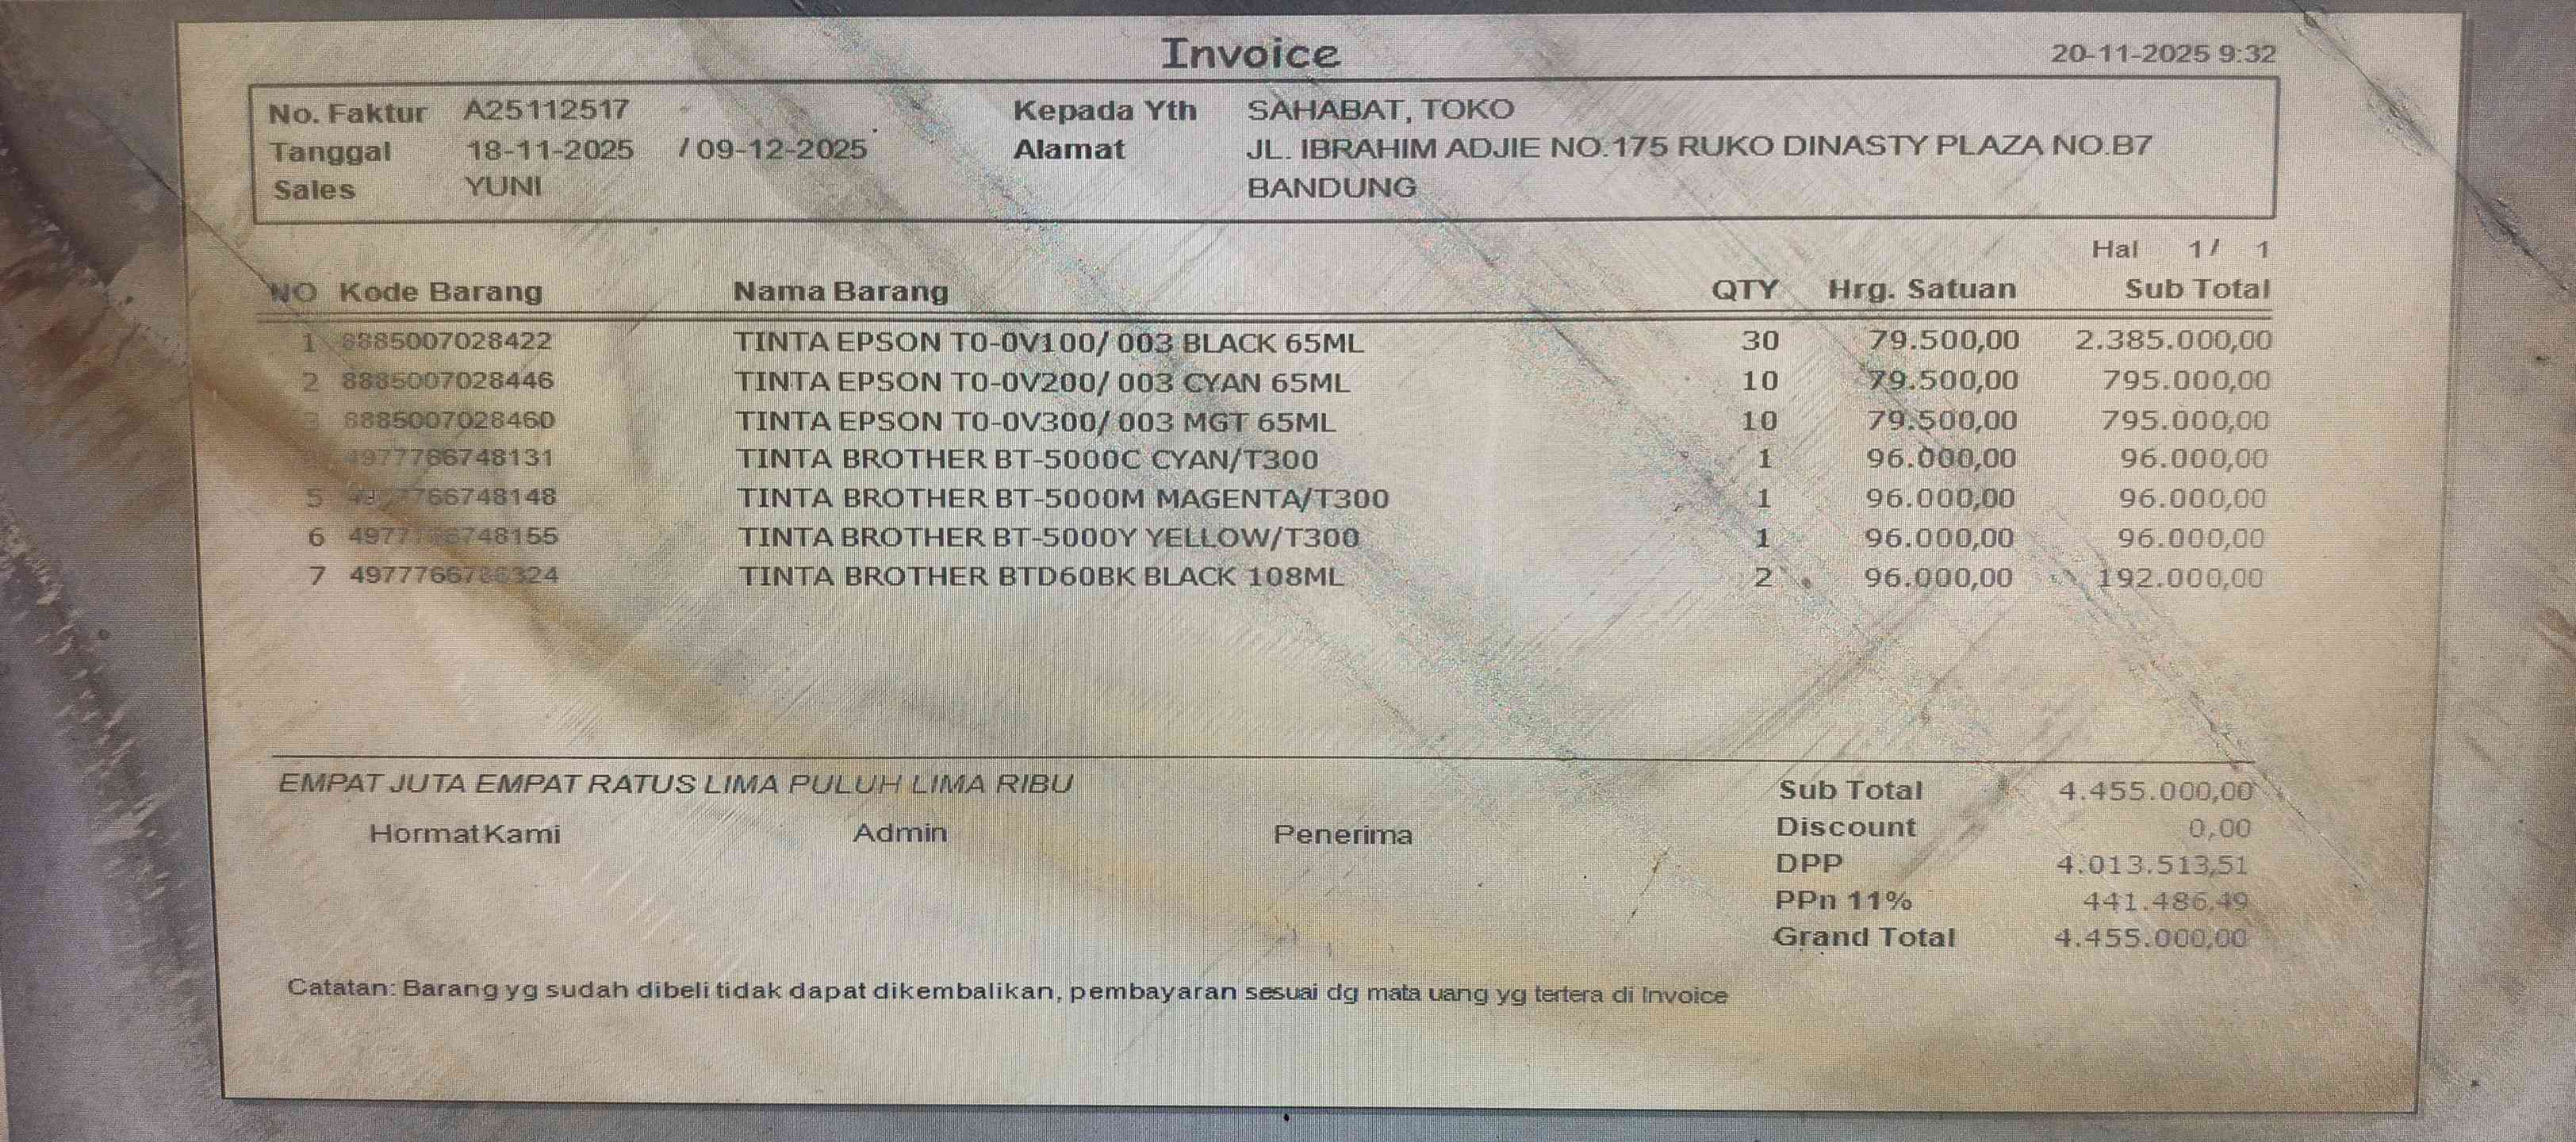 Invoice 20-11-2025 9:32
No. Faktur A25112517 Kepada Yth SAHABAT, TOKO
Tanggal 18-11-2025 / 09-12-2025 Alamat JL. IBRAHIM ADJIE NO.175 RUKO DINASTY PLAZA NO.B7
Sales YUNI BANDUNG
Hal 1/ 1
NO Kode Barang Nama Barang QTY Hrg. Satuan Sub Total
1 8885007028422 TINTA EPSON T0-0V100/ 003 BLACK 65ML 30 79.500,00 2.385.000,00
2 8885007028446 TINTA EPSON T0-0V200/ 003 CYAN 65ML 10 79.500,00 795.000,00
3 8885007028460 TINTA EPSON T0-0V300/ 003 MGT 65ML 10 79.500,00 795.000,00
4977766748131 TINTA BROTHER BT-5000C CYAN/T300 1 96.000,00 96.000,00
5 4977766748148 TINTA BROTHER BT-5000M MAGENTA/T300 1 96.000,00 96.000,00
6 4977766748155 TINTA BROTHER BT-5000Y YELLOW/T300 1 96.000,00 96.000,00
7 TINTA BROTHER BTD60BK BLACK 108ML 2 96.000,00 192.000,00
EMPAT JUTA EMPAT RATUS LIMA PULUH LIMA RIBU
Hormat Kami Admin Penerima
Sub Total 4.455.000,00
Discount 0,00
DPP 4.013.513,51
PPn 11% 441.486,49
Grand Total 4.455.000,00
Catatan: Barang yg sudah dibeli tidak dapat dikembalikan, pembayaran sesuai dg mata uang yg tertera di Invoice